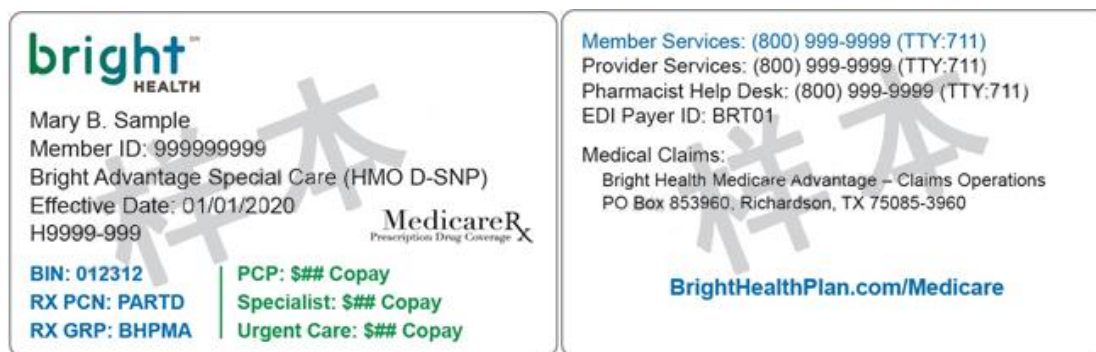 bright℠
HEALTH
Mary B. Sample
Member ID: 999999999
Bright Advantage Special Care (HMO D-SNP)
Effective Date: 01/01/2020
H9999-999
MedicareRx
Prescription Drug Coverage
BIN: 012312
RX PCN: PARTD
RX GRP: BHPMA
PCP: $## Copay
Specialist: $## Copay
Urgent Care: $## Copay
样本
Member Services: (800) 999-9999 (TTY:711)
Provider Services: (800) 999-9999 (TTY:711)
Pharmacist Help Desk: (800) 999-9999 (TTY:711)
EDI Payer ID: BRT01
Medical Claims:
Bright Health Medicare Advantage – Claims Operations
PO Box 853960, Richardson, TX 75085-3960
BrightHealthPlan.com/Medicare
样本